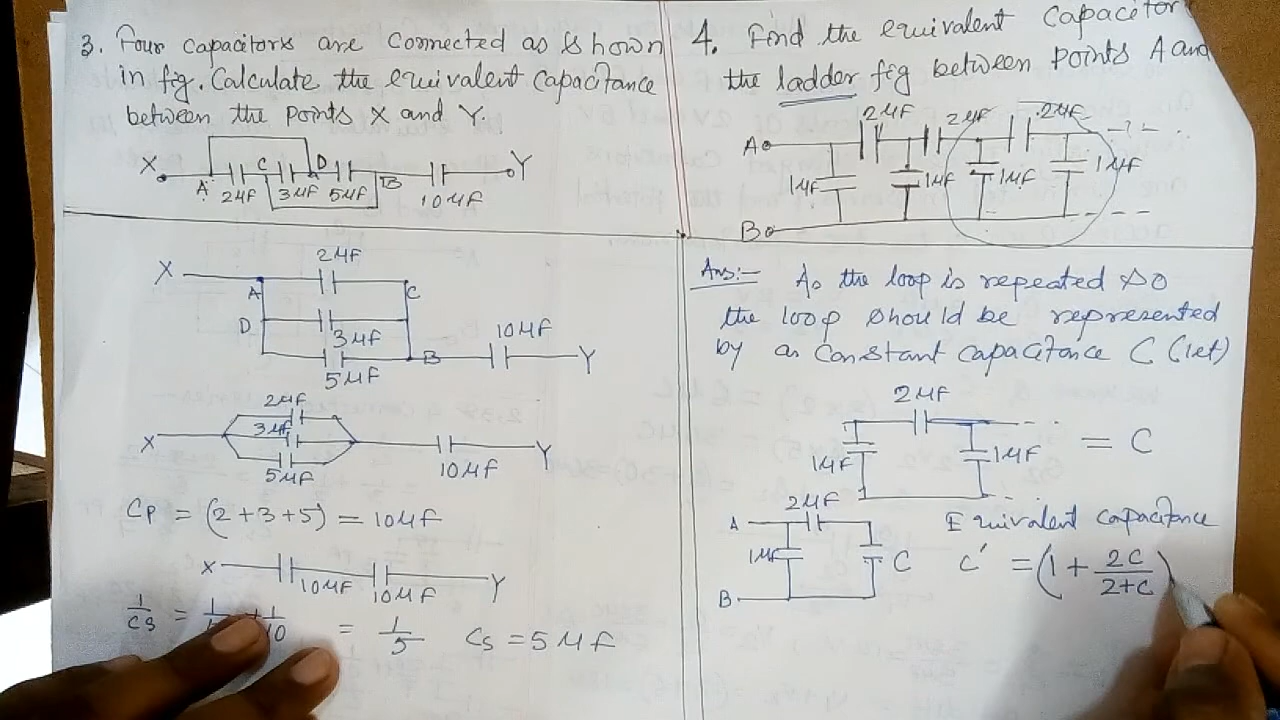 3. Four capacitors are connected as shown
in fig. Calculate the equivalent capacitance
between the points X and Y.
X A C D B Y
2μF 3μF 5μF 10μF
X 2μF
A C
D 3μF 10μF
5μF B Y
2μF
X 3μF Y
5μF 10μF
Cp = (2+3+5) = 10μF
X 10μF 10μF Y
1/Cs = 1/10 = 1/5 Cs = 5μF
4. Find the equivalent capacitor
the ladder fig between points A and
2μF 2μF 2μF
A
1μF 1μF 1μF 1μF
B
Ans:- As the loop is repeated so
the loop should be represented
by a constant capacitance C (let)
2μF
1μF 1μF = C
2μF
A Equivalent capacitance
1μF C C' = (1 + 2C/2+C)
B